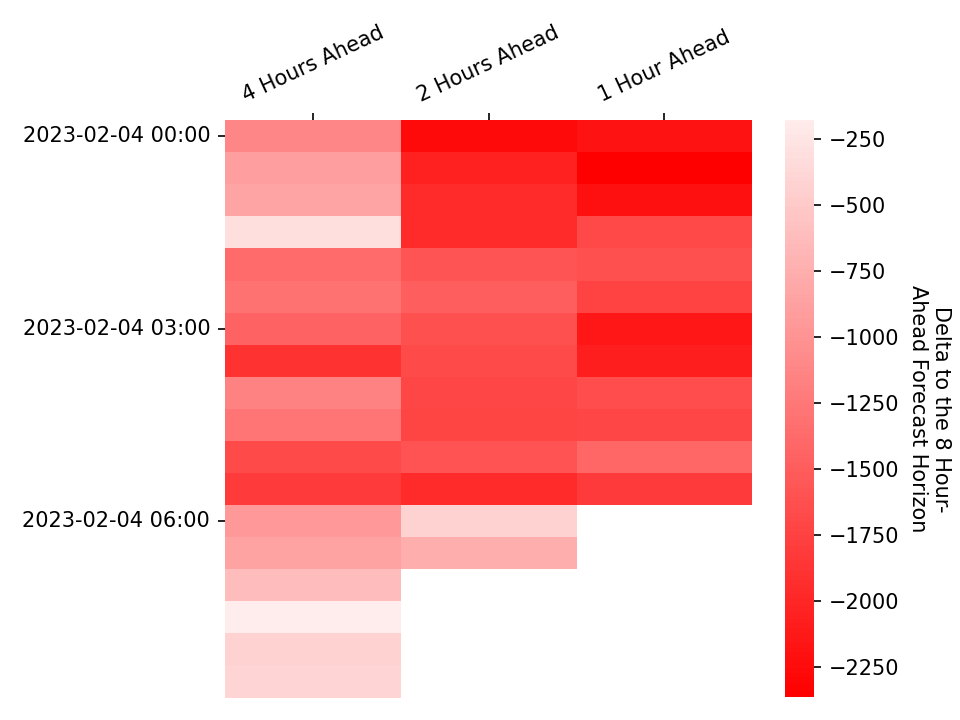 4 Hours Ahead
2 Hours Ahead
1 Hour Ahead
2023-02-04 00:00
2023-02-04 03:00
2023-02-04 06:00
−250
−500
−750
−1000
−1250
−1500
−1750
−2000
−2250
Delta to the 8 Hour-
Ahead Forecast Horizon